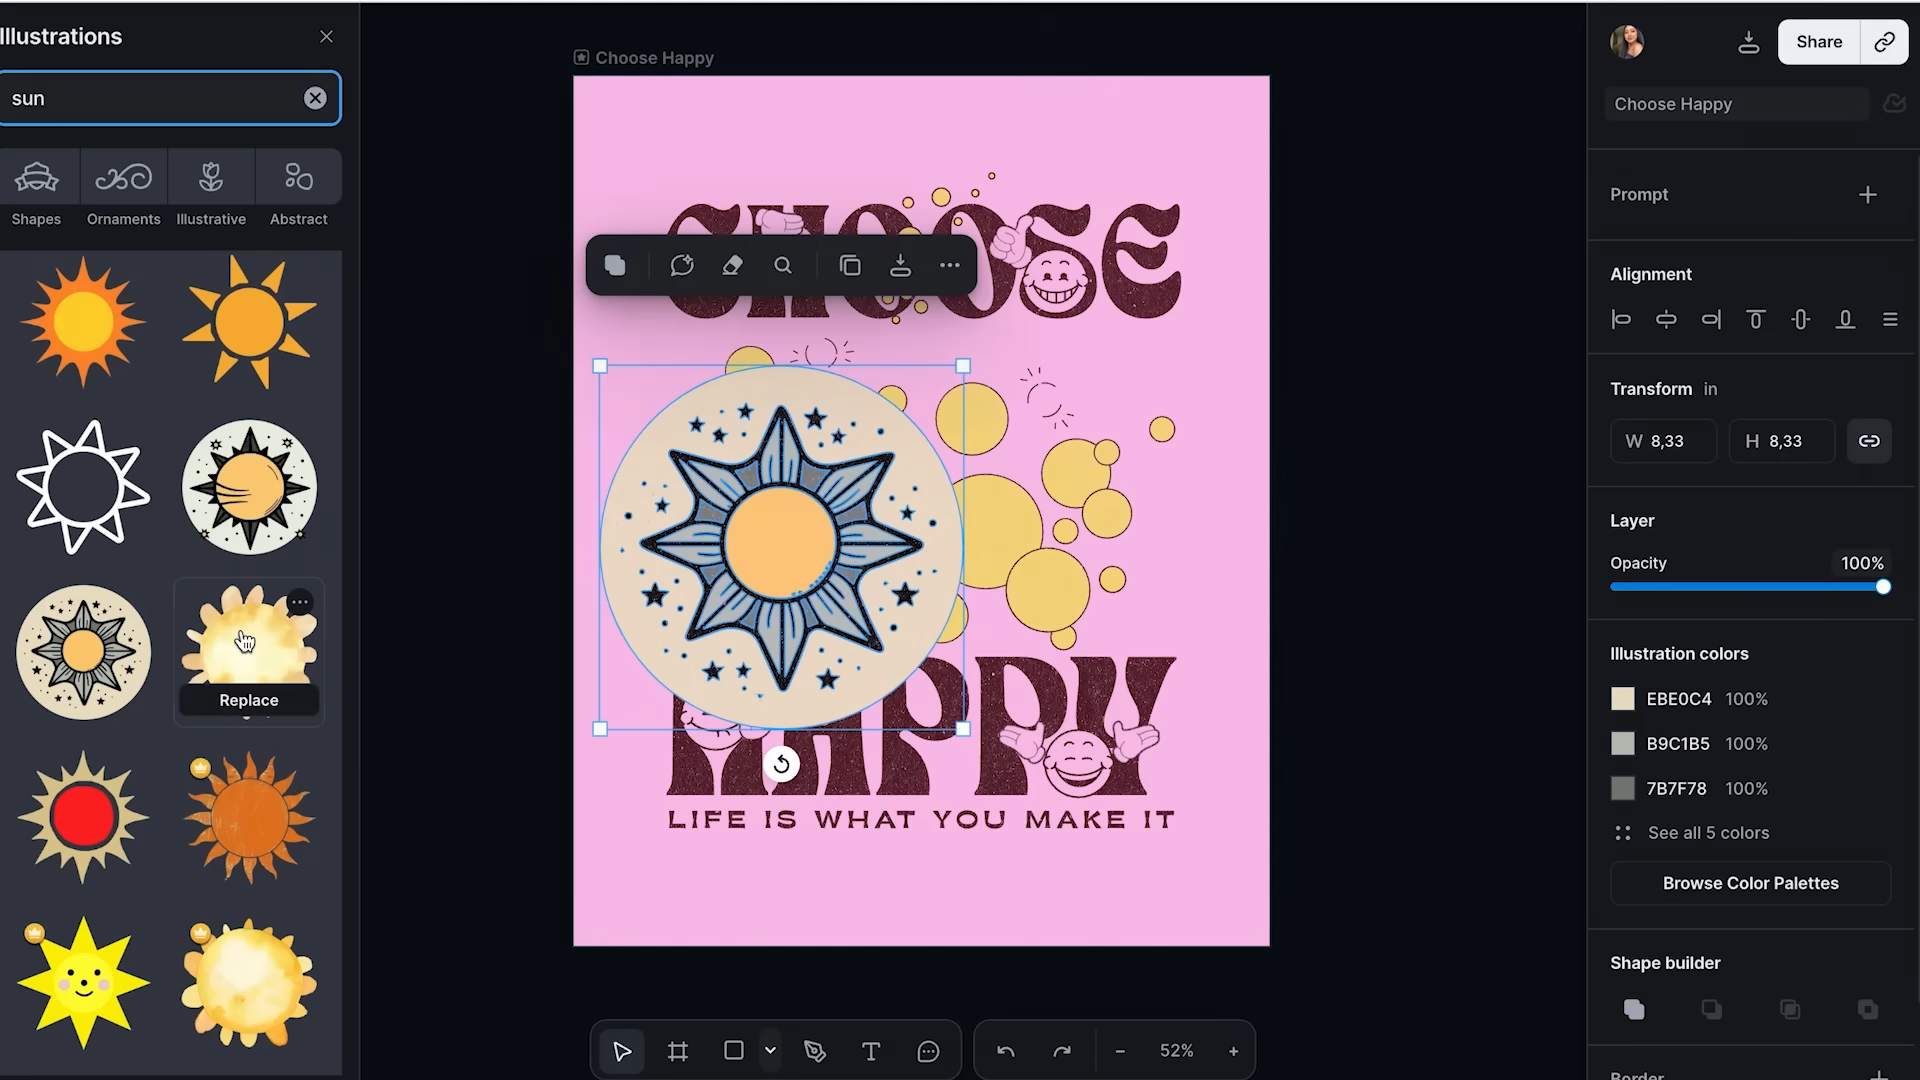 Illustrations
sun
Shapes
Ornaments
Illustrative
Abstract
Replace
Choose Happy
CHOOSE
HAPPY
LIFE IS WHAT YOU MAKE IT
52%
Share
Choose Happy
Prompt
Alignment
Transform in
W 8,33
H 8,33
Layer
Opacity 100%
Illustration colors
EBE0C4 100%
B9C1B5 100%
7B7F78 100%
See all 5 colors
Browse Color Palettes
Shape builder
Border